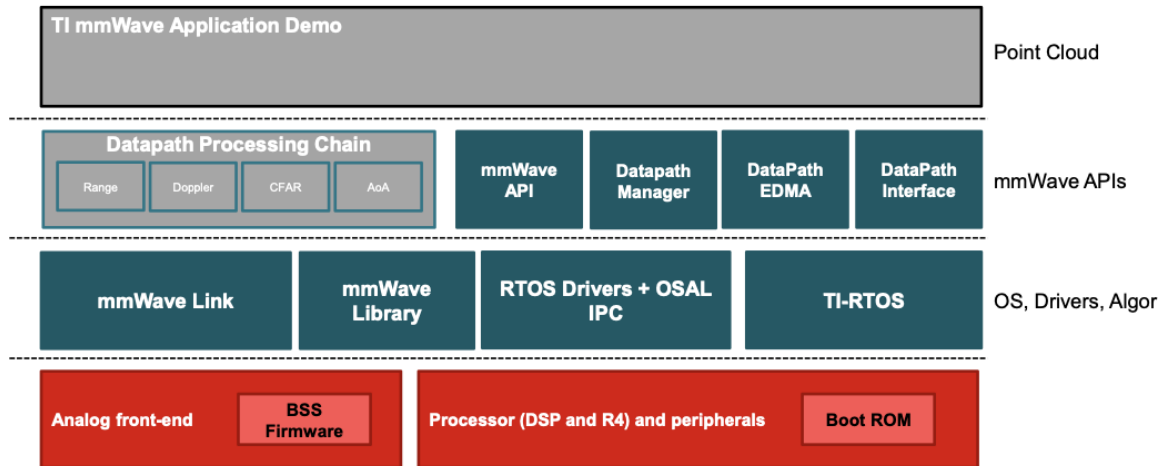 TI mmWave Application Demo
Point Cloud
Datapath Processing Chain
Range
Doppler
CFAR
AoA
mmWave
API
Datapath
Manager
DataPath
EDMA
DataPath
Interface
mmWave APIs
mmWave Link
mmWave
Library
RTOS Drivers + OSAL
IPC
TI-RTOS
OS, Drivers, Algor
Analog front-end
BSS
Firmware
Processor (DSP and R4) and peripherals
Boot ROM